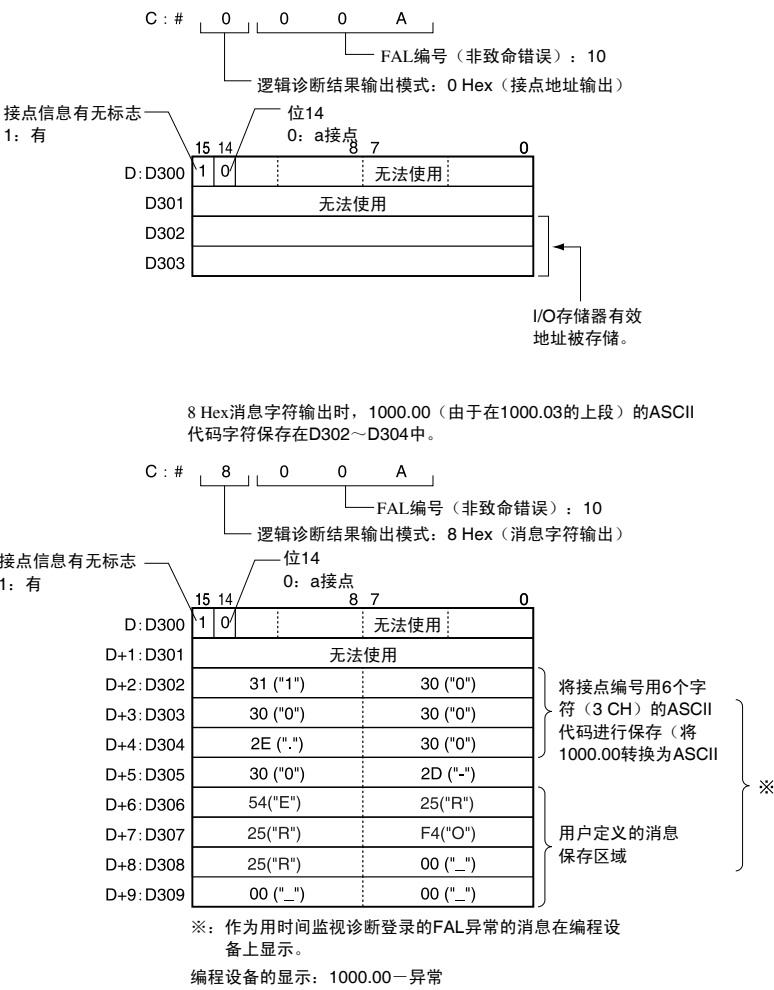 C : # 0 0 0 A
FAL编号（非致命错误）：10
逻辑诊断结果输出模式：0 Hex（接点地址输出）
接点信息有无标志
1：有
位14
0：a接点
15 14 8 7 0
D:D300 1 0 无法使用
D301 无法使用
D302
D303
I/O存储器有效
地址被存储。
8 Hex消息字符输出时，1000.00（由于在1000.03的上段）的ASCII
代码字符保存在D302～D304中。
C : # 8 0 0 A
FAL编号（非致命错误）：10
逻辑诊断结果输出模式：8 Hex（消息字符输出）
接点信息有无标志
1：有
位14
0：a接点
15 14 8 7 0
D:D300 1 0 无法使用
D+1:D301 无法使用
D+2:D302 31 ("1") 30 ("0")
D+3:D303 30 ("0") 30 ("0")
D+4:D304 2E (".") 30 ("0")
D+5:D305 30 ("0") 2D ("-")
D+6:D306 54("E") 25("R")
D+7:D307 25("R") F4("O")
D+8:D308 25("R") 00 ("_")
D+9:D309 00 ("_") 00 ("_")
将接点编号用6个字
符（3 CH）的ASCII
代码进行保存（将
1000.00转换为ASCII
※
用户定义的消息
保存区域
※：作为用时间监视诊断登录的FAL异常的消息在编程设
备上显示。
编程设备的显示：1000.00－异常